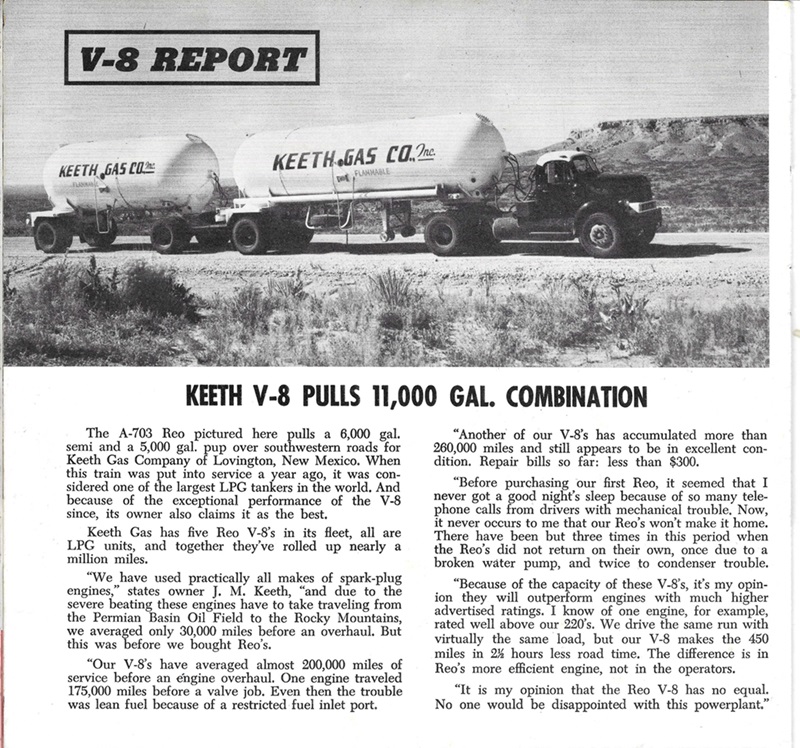 V-8 REPORT
KEETH GAS CO., Inc.
FLAMMABLE
KEETH GAS CO., Inc.
FLAMMABLE
KEETH V-8 PULLS 11,000 GAL. COMBINATION
The A-703 Reo pictured here pulls a 6,000 gal.
semi and a 5,000 gal. pup over southwestern roads for
Keeth Gas Company of Lovington, New Mexico. When
this train was put into service a year ago, it was con-
sidered one of the largest LPG tankers in the world. And
because of the exceptional performance of the V-8
since, its owner also claims it as the best.
Keeth Gas has five Reo V-8's in its fleet, all are
LPG units, and together they've rolled up nearly a
million miles.
"We have used practically all makes of spark-plug
engines," states owner J. M. Keeth, "and due to the
severe beating these engines have to take traveling from
the Permian Basin Oil Field to the Rocky Mountains,
we averaged only 30,000 miles before an overhaul. But
this was before we bought Reo's.
"Our V-8's have averaged almost 200,000 miles of
service before an engine overhaul. One engine traveled
175,000 miles before a valve job. Even then the trouble
was lean fuel because of a restricted fuel inlet port.
"Another of our V-8's has accumulated more than
260,000 miles and still appears to be in excellent con-
dition. Repair bills so far: less than $300.
"Before purchasing our first Reo, it seemed that I
never got a good night's sleep because of so many tele-
phone calls from drivers with mechanical trouble. Now,
it never occurs to me that our Reo's won't make it home.
There have been but three times in this period when
the Reo's did not return on their own, once due to a
broken water pump, and twice to condenser trouble.
"Because of the capacity of these V-8's, it's my opin-
ion they will outperform engines with much higher
advertised ratings. I know of one engine, for example,
rated well above our 220's. We drive the same run with
virtually the same load, but our V-8 makes the 450
miles in 2½ hours less road time. The difference is in
Reo's more efficient engine, not in the operators.
"It is my opinion that the Reo V-8 has no equal.
No one would be disappointed with this powerplant."